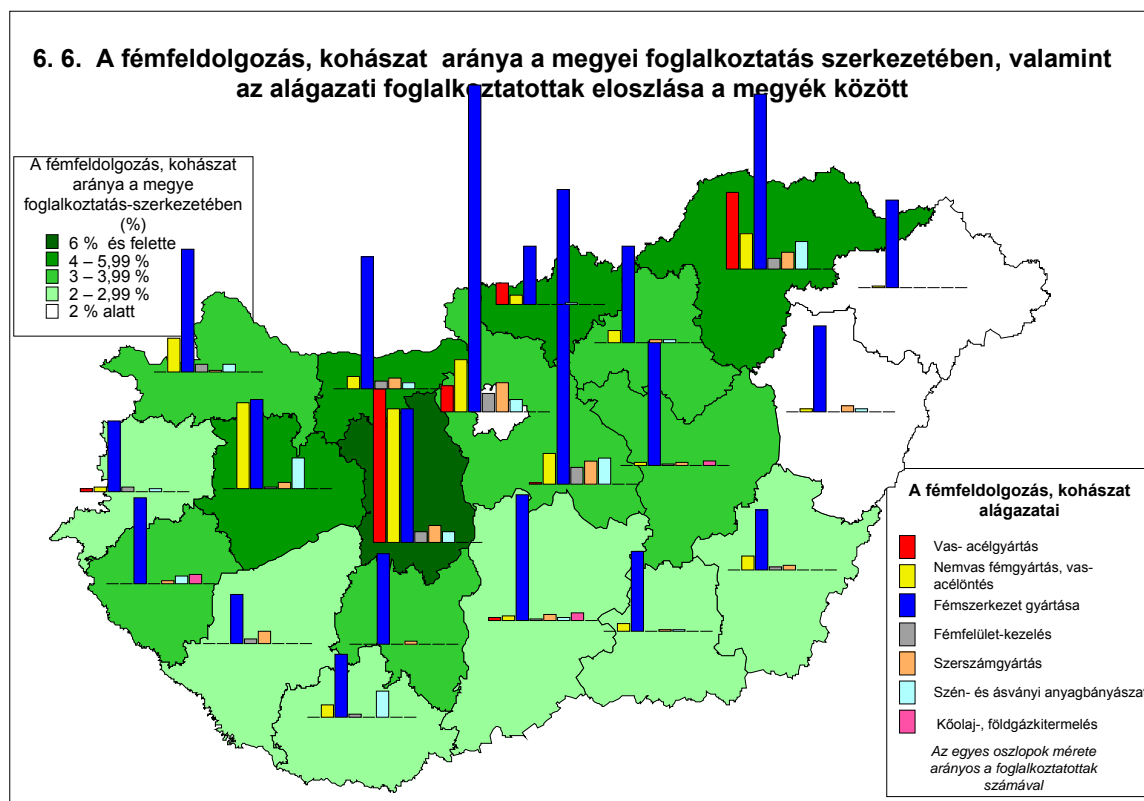 6. 6. A fémfeldolgozás, kohászat aránya a megyei foglalkoztatás szerkezetében, valamint
az alágazati foglalkoztatottak eloszlása a megyék között
A fémfeldolgozás, kohászat
aránya a megye
foglalkoztatás-szerkezetében
(%)
6 % és felette
4 – 5,99 %
3 – 3,99 %
2 – 2,99 %
2 % alatt
A fémfeldolgozás, kohászat
alágazatai
Vas- acélgyártás
Nemvas fémgyártás, vas-
acélöntés
Fémszerkezet gyártása
Fémfelület-kezelés
Szerszámgyártás
Szén- és ásványi anyagbányászat
Kőolaj-, földgázkitermelés
Az egyes oszlopok mérete
arányos a foglalkoztatottak
számával